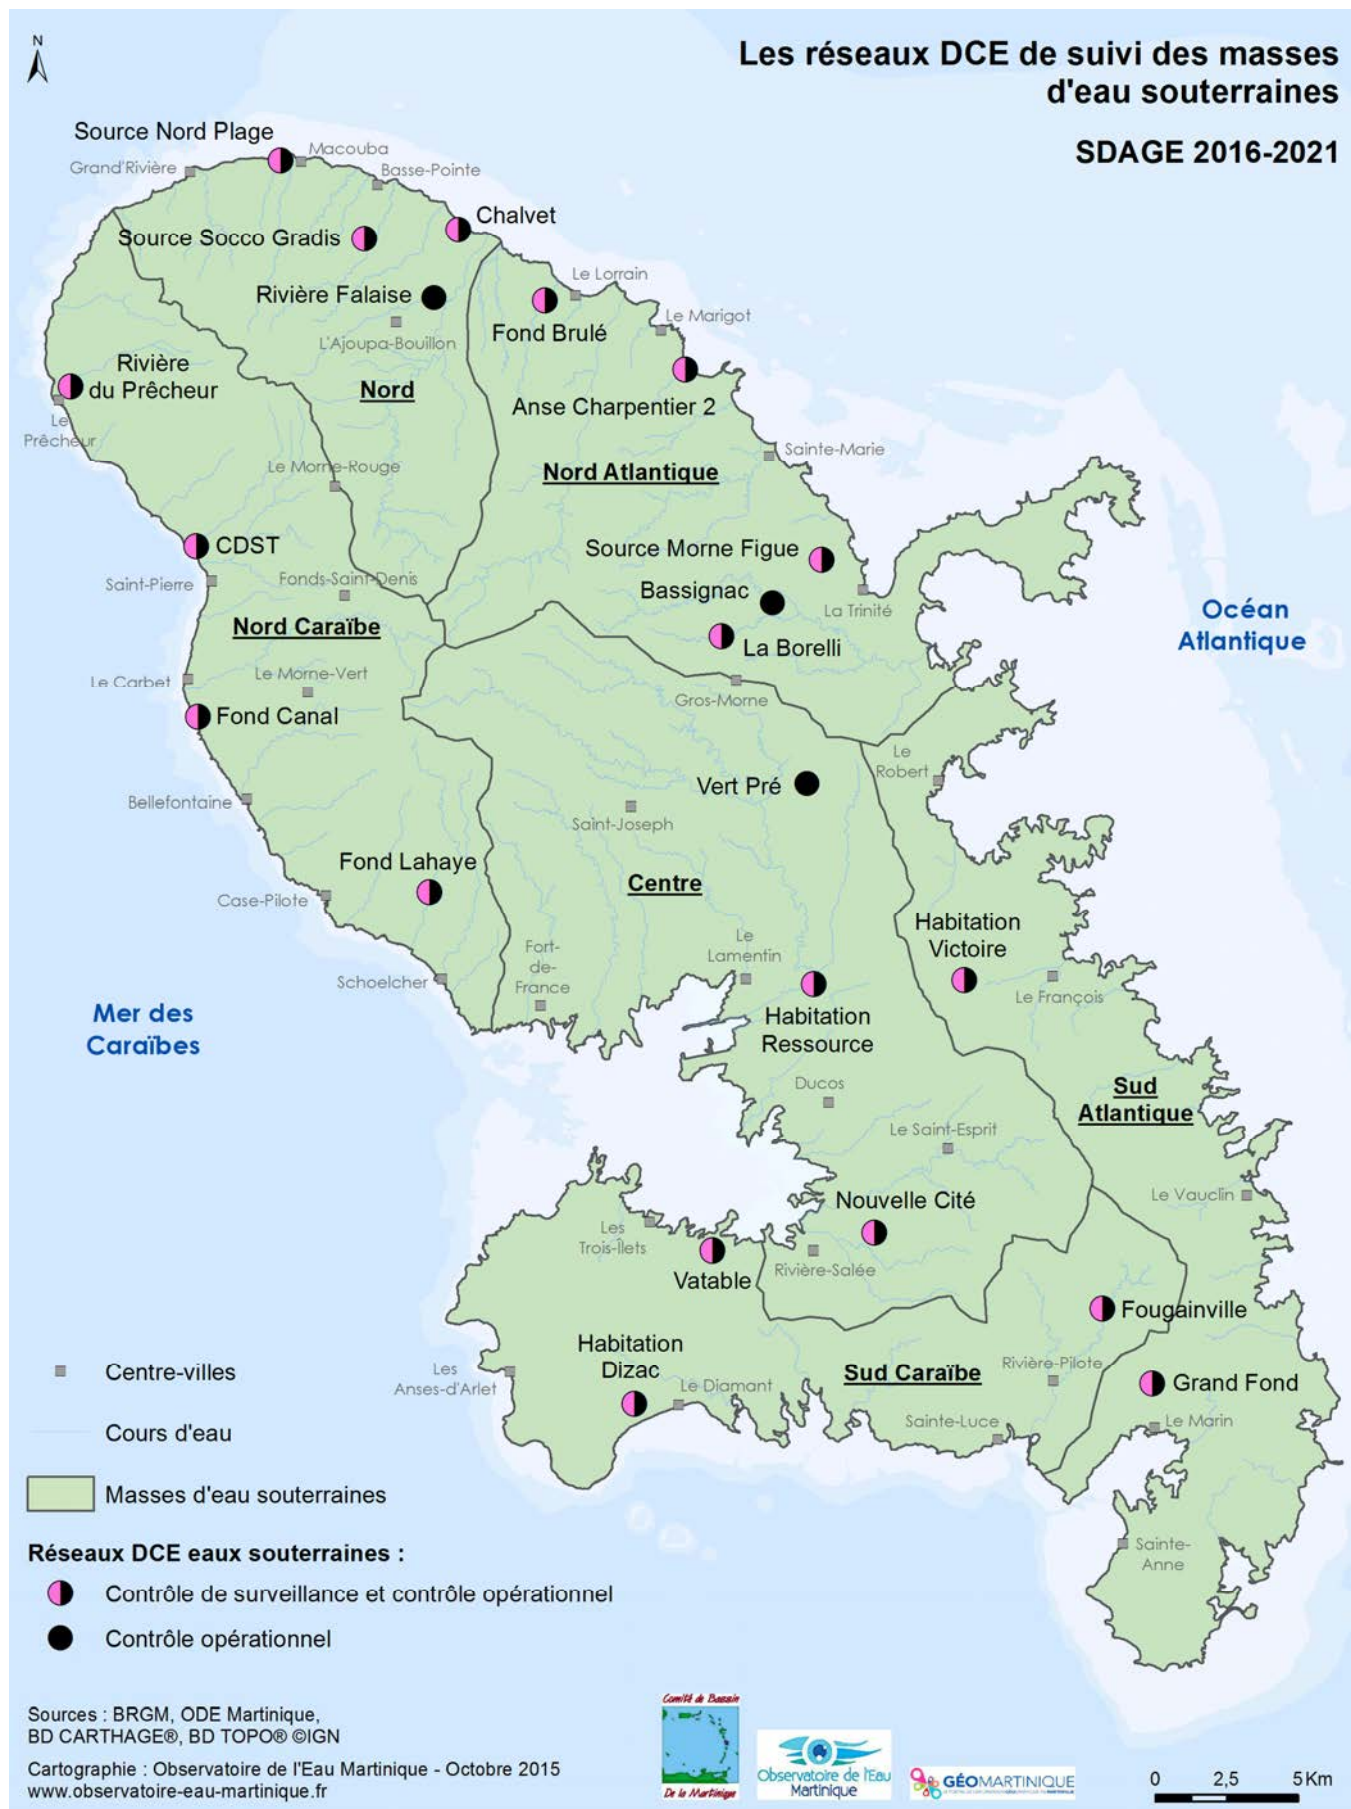 N
Les réseaux DCE de suivi des masses
d'eau souterraines
SDAGE 2016-2021
Source Nord Plage
Macouba
Grand'Rivière
Basse-Pointe
Chalvet
Source Socco Gradis
Le Lorrain
Rivière Falaise
Le Marigot
Fond Brulé
L'Ajoupa-Bouillon
Rivière
du Prêcheur
Nord
Anse Charpentier 2
Le
Prêcheur
Sainte-Marie
Le Morne-Rouge
Nord Atlantique
CDST
Source Morne Figue
Saint-Pierre
Fonds-Saint-Denis
Bassignac
La Trinité
Océan
Atlantique
Nord Caraïbe
La Borelli
Le Carbet
Le Morne-Vert
Gros-Morne
Fond Canal
Le
Robert
Vert Pré
Bellefontaine
Saint-Joseph
Fond Lahaye
Centre
Case-Pilote
Habitation
Victoire
Le
Lamentin
Fort-
de-
France
Schoelcher
Le François
Mer des
Caraïbes
Habitation
Ressource
Ducos
Sud
Atlantique
Le Saint-Esprit
Nouvelle Cité
Le Vauclin
Les
Trois-Îlets
Rivière-Salée
Vatable
Fougainville
Habitation
Dizac
Les
Anses-d'Arlet
Le Diamant
Sud Caraïbe
Rivière-Pilote
Grand Fond
Sainte-Luce
Le Marin
Sainte-
Anne
Centre-villes
Cours d'eau
Masses d'eau souterraines
Réseaux DCE eaux souterraines :
Contrôle de surveillance et contrôle opérationnel
Contrôle opérationnel
Sources : BRGM, ODE Martinique,
BD CARTHAGE®, BD TOPO® ©IGN
Cartographie : Observatoire de l'Eau Martinique - Octobre 2015
www.observatoire-eau-martinique.fr
Comité de Bassin
De la Martinique
Observatoire de l'Eau
Martinique
GÉOMARTINIQUE
0 2,5 5 Km